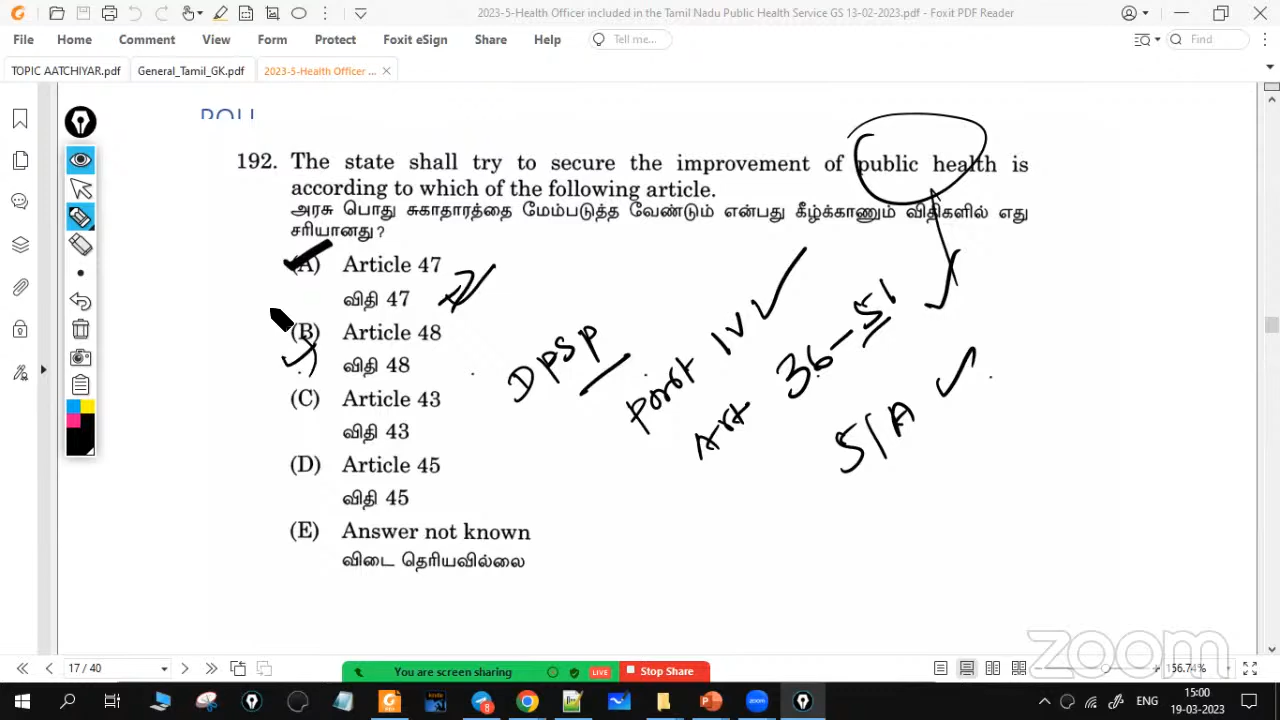 2023-5-Health Officer included in the Tamil Nadu Public Health Service GS 13-02-2023.pdf - Foxit PDF Reader
File Home Comment View Form Protect Foxit eSign Share Help Tell me... Find
TOPIC AATCHIYAR.pdf General_Tamil_GK.pdf 2023-5-Health Officer ...
192. The state shall try to secure the improvement of public health is
according to which of the following article.
அரசு பொது சுகாதாரத்தை மேம்படுத்த வேண்டும் என்பது கீழ்க்காணும் விதிகளில் எது
சரியானது?
(A) Article 47
விதி 47
(B) Article 48
விதி 48
(C) Article 43
விதி 43
(D) Article 45
விதி 45
(E) Answer not known
விடை தெரியவில்லை
DPSP
Part IV
Art 36-51
zoom
17 / 40
You are screen sharing LIVE Stop Share
156.74%
ENG
15:00
19-03-2023